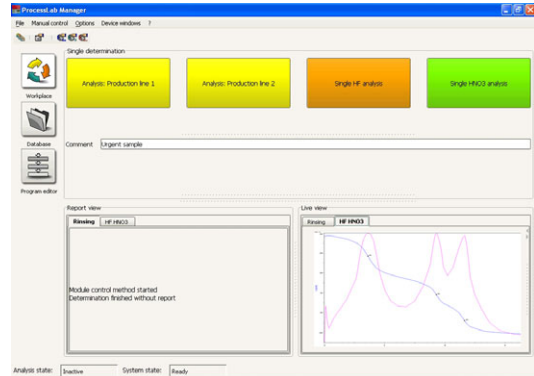 ProcessLab Manager
File Manual control Options Device windows ?
Single determination
Analysis: Production line 1
Analysis: Production line 2
Single HF analysis
Single HNO3 analysis
Workplace
Database
Comment Urgent sample
Program editor
Report view
Rinsing HF HNO3
Module control method started
Determination finished without report
Live view
Rinsing HF HNO3
Analysis state: Inactive System state: Ready